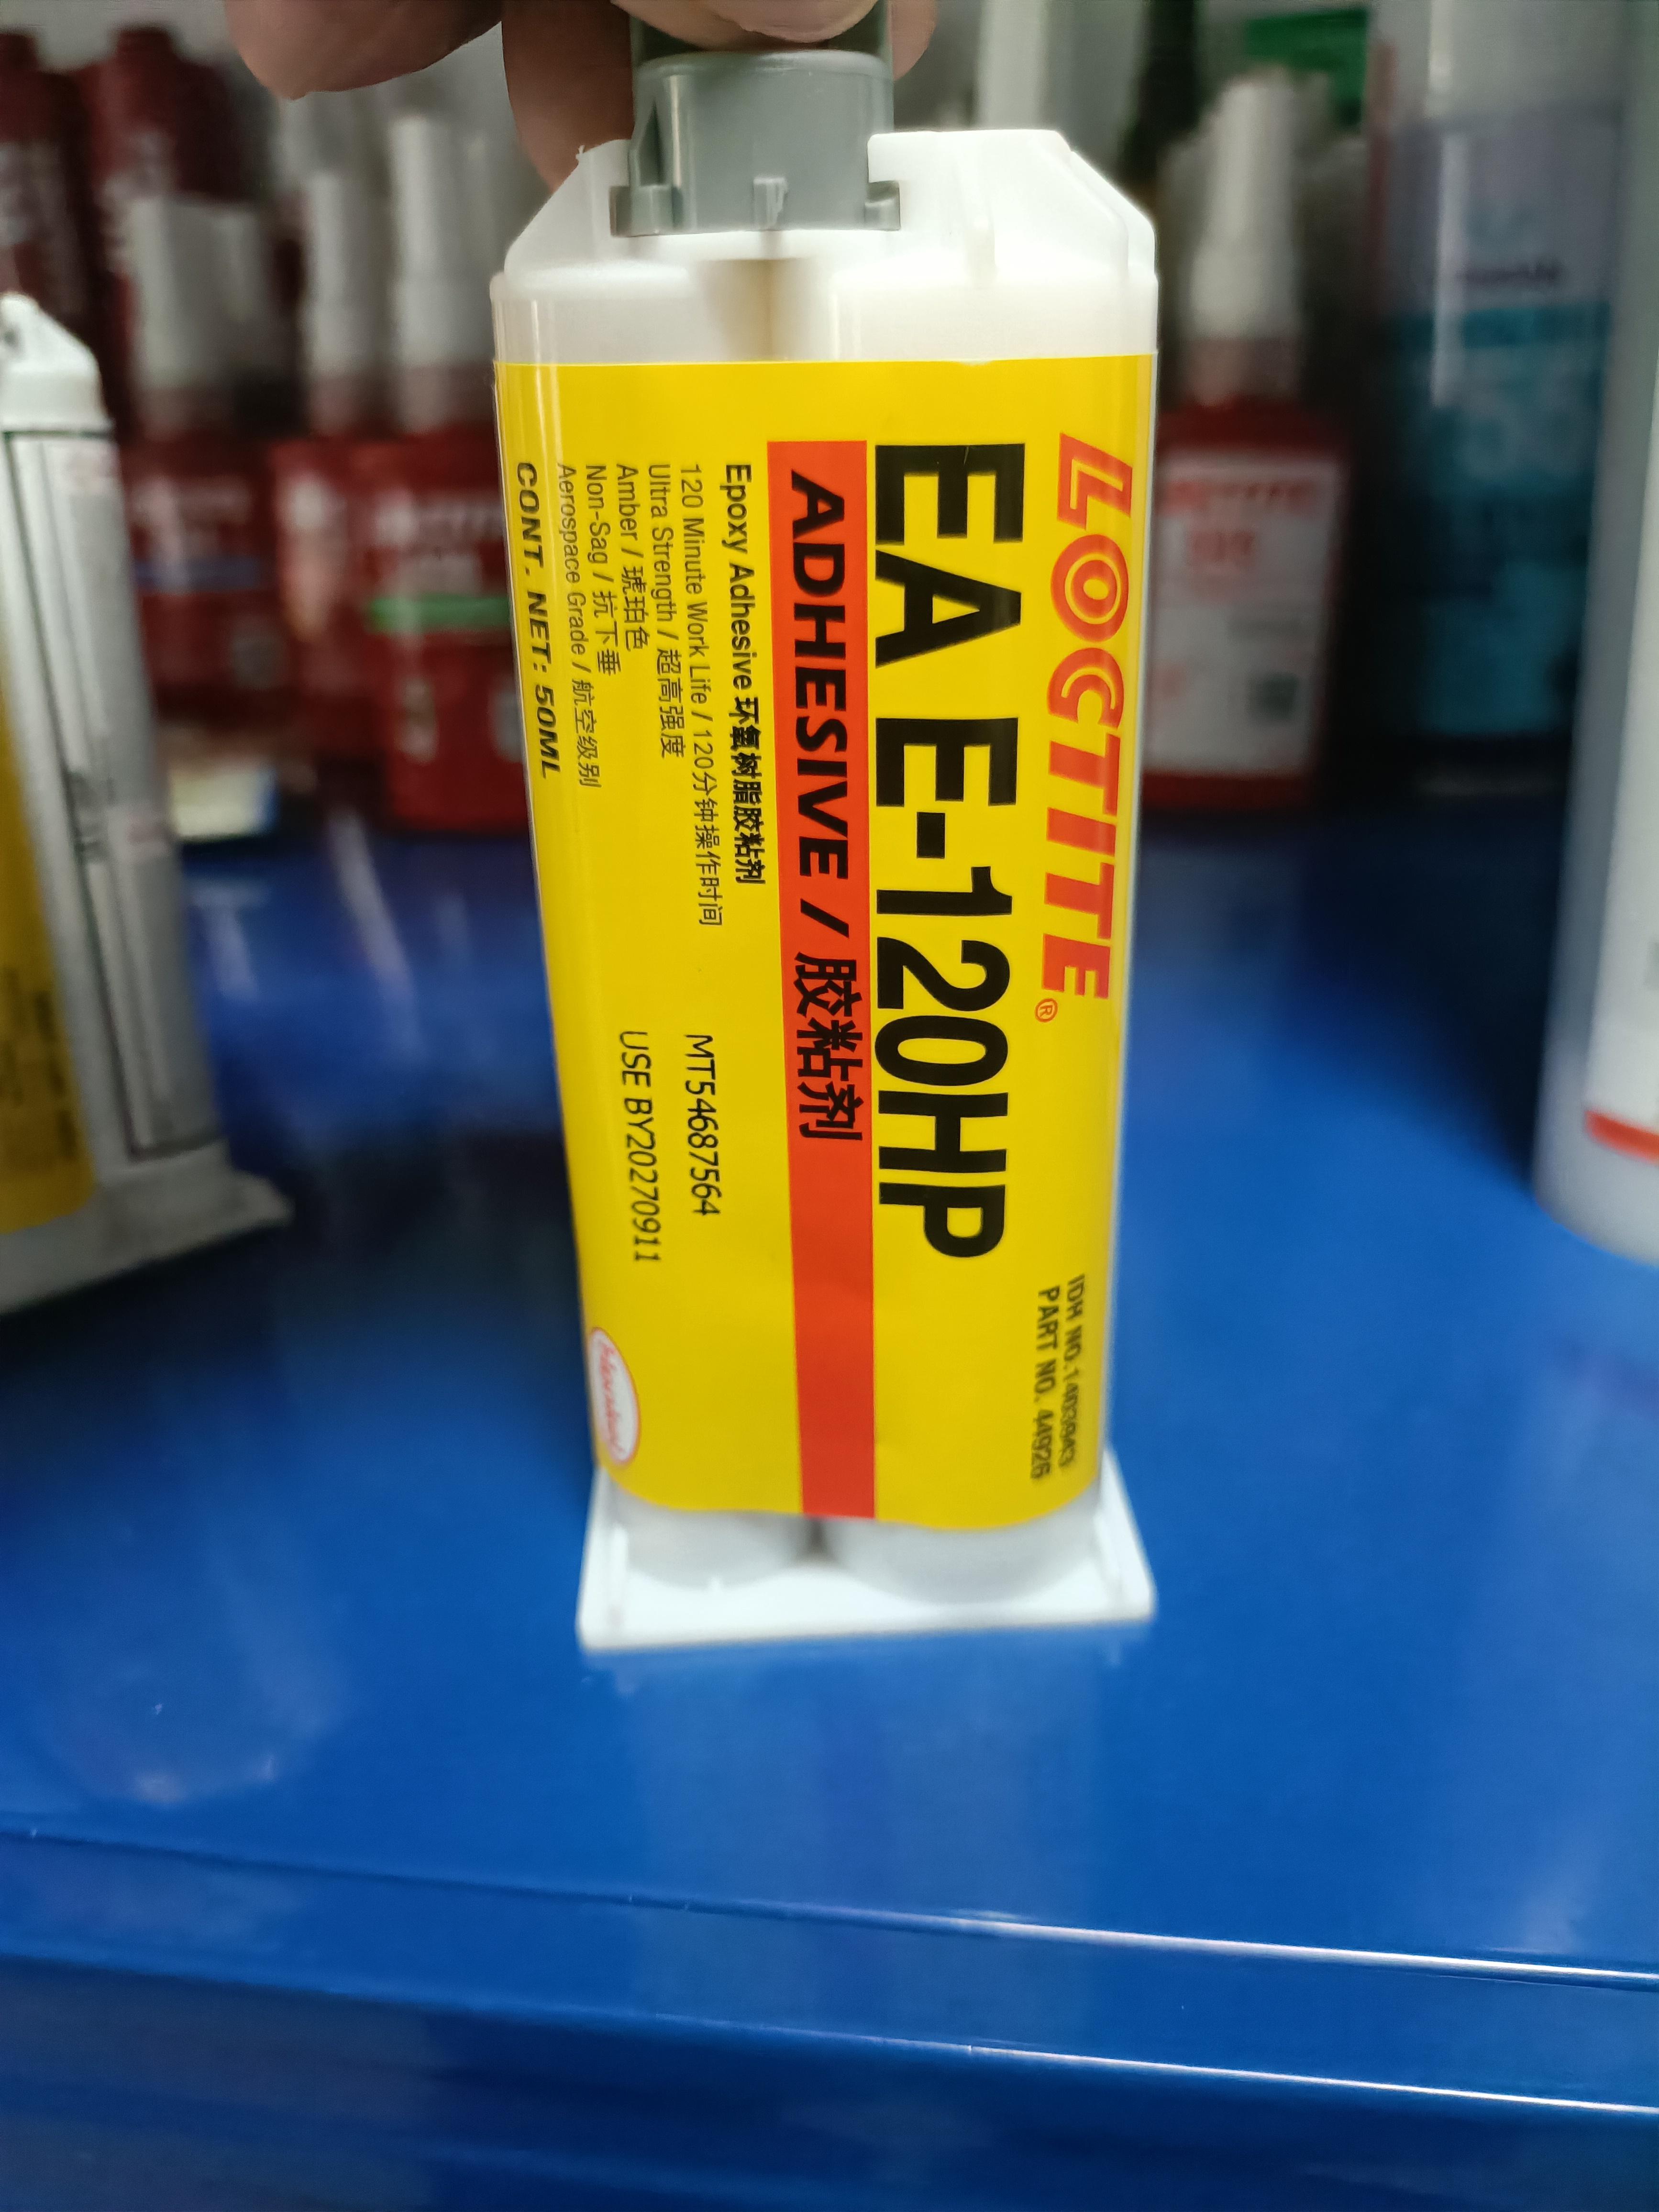 LOCTITE®
EA E-120HP
ADHESIVE / 胶粘剂
Epoxy Adhesive 环氧树脂胶粘剂
120 Minute Work Life / 120分钟操作时间
Ultra Strength / 超高强度
Amber / 琥珀色
Non-Sag / 抗下垂
Aerospace Grade / 航空级别
CONT. NET: 50ML
MT54687564
USE BY20270911
IDH NO.
PART NO. 44926
Henkel